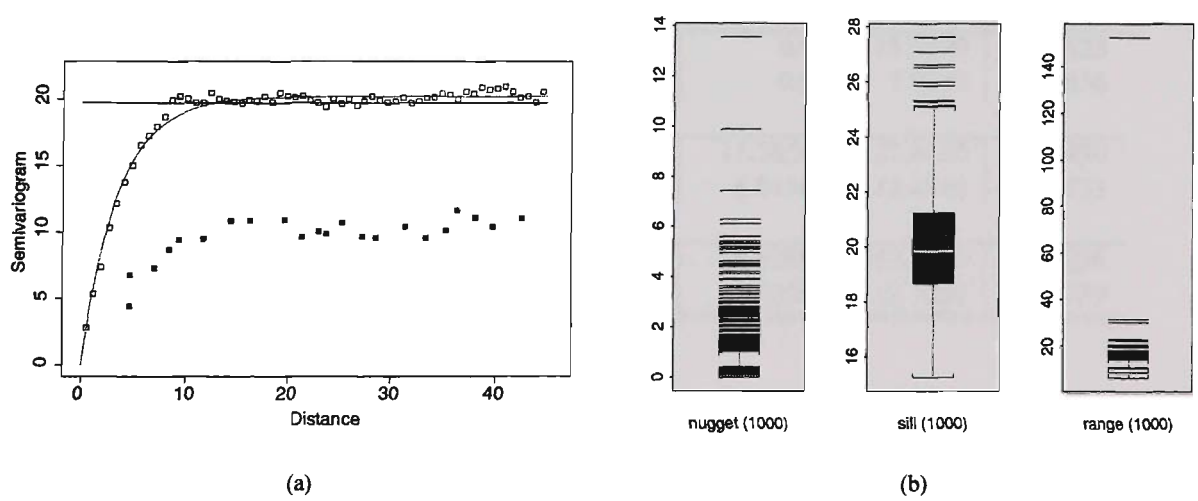 Semivariogram
0 5 10 15 20
0 10 20 30 40
Distance
(a)
0 2 4 6 8 10 12 14
nugget (1000)
16 18 20 22 24 26 28
sill (1000)
20 40 60 80 100 120 140
range (1000)
(b)